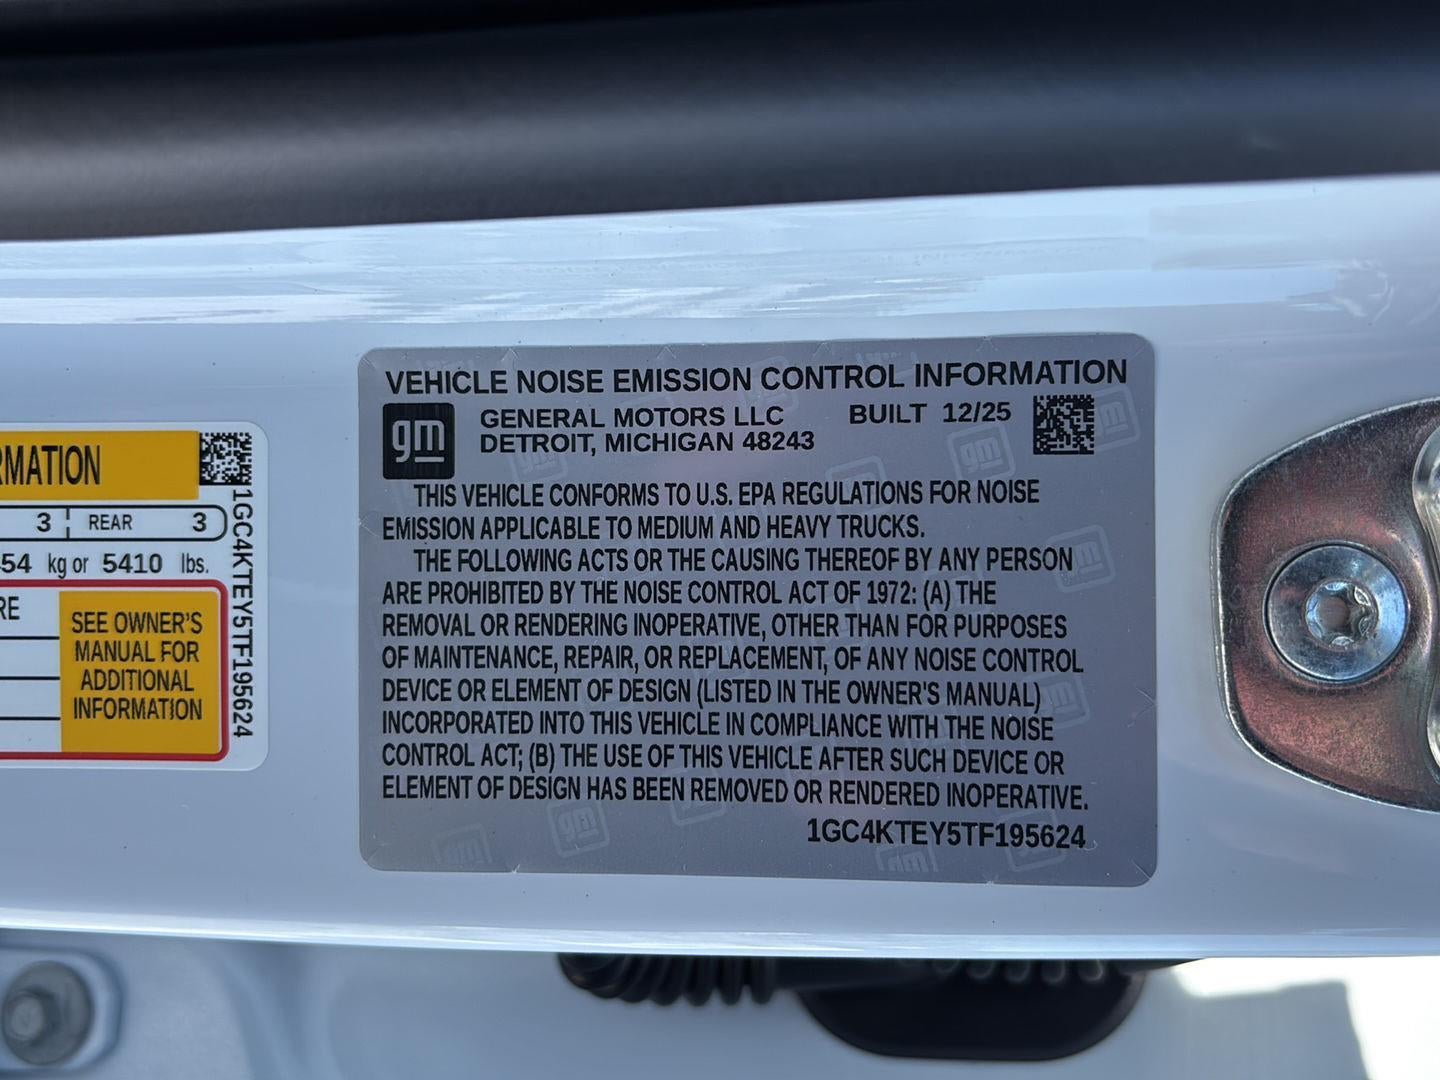 RMATION
3 REAR 3
54 kg or 5410 lbs.
RE
SEE OWNER'S
MANUAL FOR
ADDITIONAL
INFORMATION
1GC4KTEY5TF195624
VEHICLE NOISE EMISSION CONTROL INFORMATION
gm
GENERAL MOTORS LLC BUILT 12/25
DETROIT, MICHIGAN 48243
THIS VEHICLE CONFORMS TO U.S. EPA REGULATIONS FOR NOISE
EMISSION APPLICABLE TO MEDIUM AND HEAVY TRUCKS.
THE FOLLOWING ACTS OR THE CAUSING THEREOF BY ANY PERSON
ARE PROHIBITED BY THE NOISE CONTROL ACT OF 1972: (A) THE
REMOVAL OR RENDERING INOPERATIVE, OTHER THAN FOR PURPOSES
OF MAINTENANCE, REPAIR, OR REPLACEMENT, OF ANY NOISE CONTROL
DEVICE OR ELEMENT OF DESIGN (LISTED IN THE OWNER'S MANUAL)
INCORPORATED INTO THIS VEHICLE IN COMPLIANCE WITH THE NOISE
CONTROL ACT; (B) THE USE OF THIS VEHICLE AFTER SUCH DEVICE OR
ELEMENT OF DESIGN HAS BEEN REMOVED OR RENDERED INOPERATIVE.
1GC4KTEY5TF195624